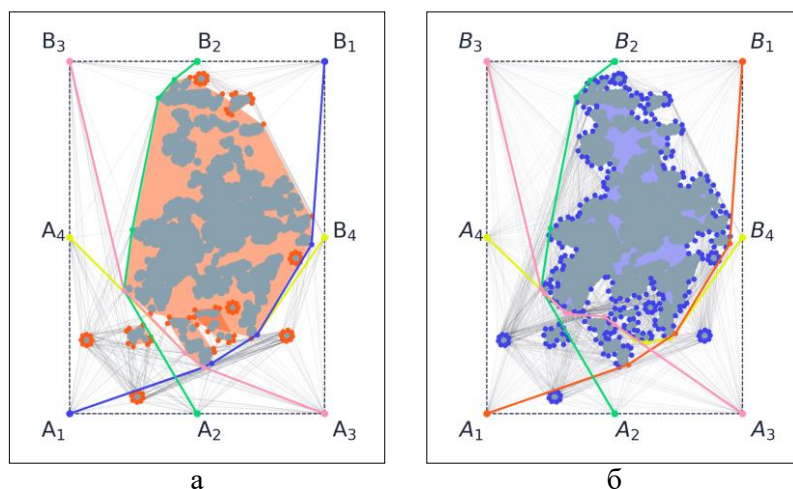 B₃ B₂ B₁
A₄ B₄
A₁ A₂ A₃
B₃ B₂ B₁
A₄ B₄
A₁ A₂ A₃
а б